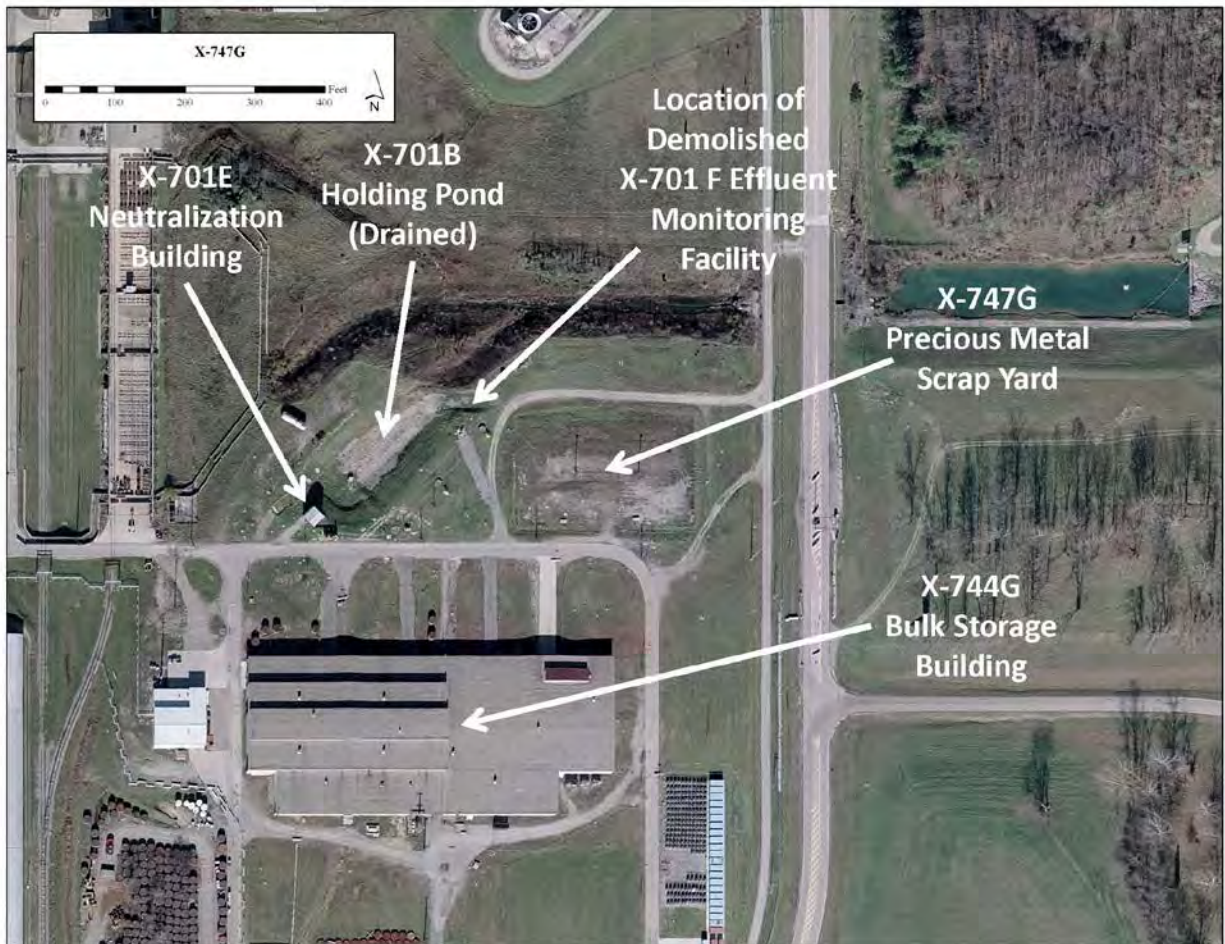 X-747G
Feet
0 100 200 300 400
N
X-701E
Neutralization
Building
X-701B
Holding Pond
(Drained)
Location of
Demolished
X-701 F Effluent
Monitoring
Facility
X-747G
Precious Metal
Scrap Yard
X-744G
Bulk Storage
Building